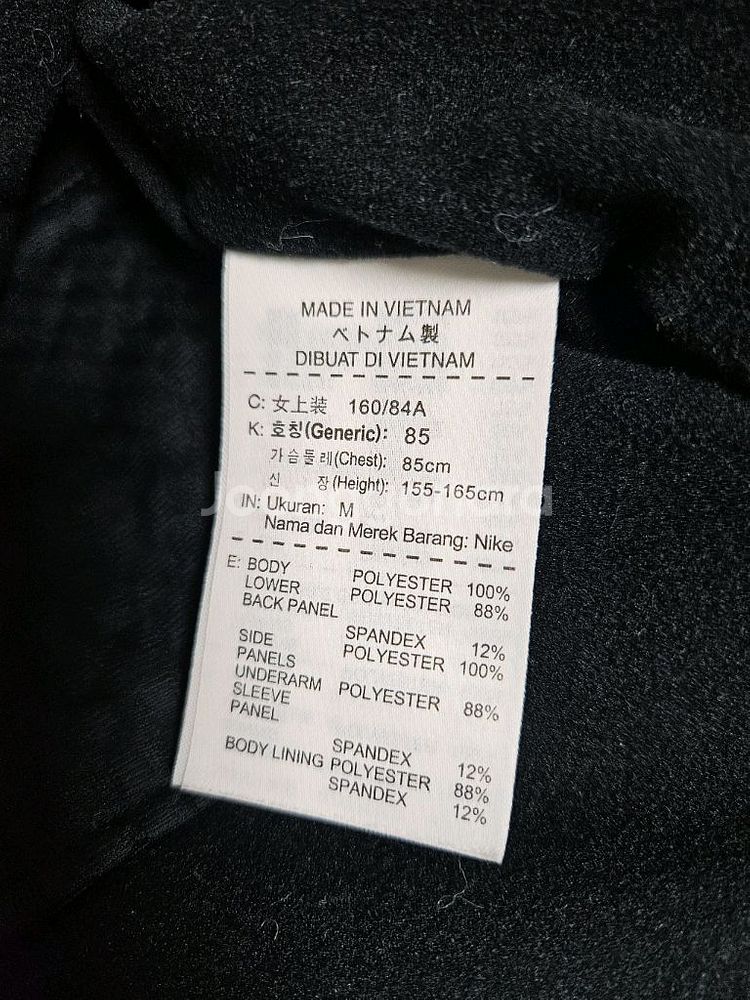 MADE IN VIETNAM
ベトナム製
DIBUAT DI VIETNAM
C: 女上装 160/84A
K: 호칭(Generic): 85
가슴둘레(Chest): 85cm
신 장(Height): 155-165cm
IN: Ukuran: M
Nama dan Merek Barang: Nike
E: BODY POLYESTER 100%
LOWER POLYESTER 88%
BACK PANEL
SPANDEX 12%
SIDE POLYESTER 100%
PANELS
UNDERARM POLYESTER 88%
SLEEVE
PANEL
SPANDEX 12%
BODY LINING POLYESTER 88%
SPANDEX 12%